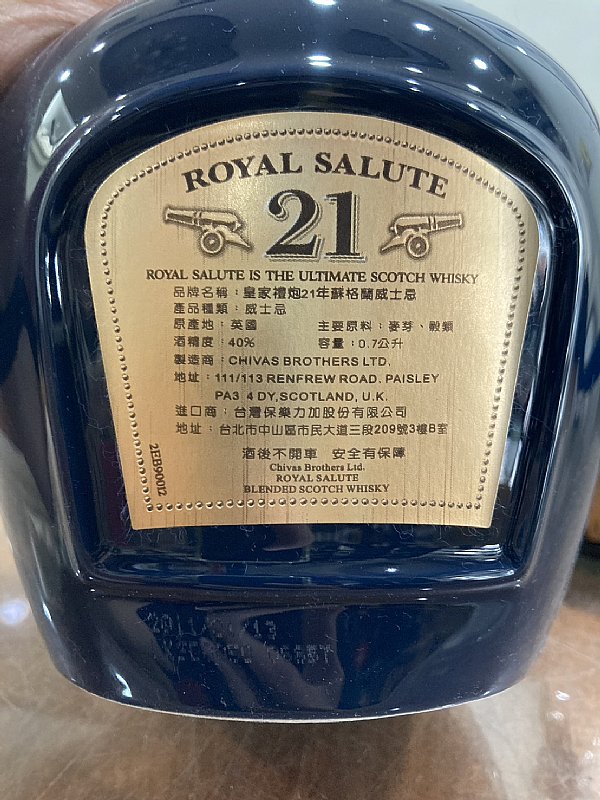 ROYAL SALUTE
21
ROYAL SALUTE IS THE ULTIMATE SCOTCH WHISKY
品牌名稱：皇家禮炮21年蘇格蘭威士忌
產品種類：威士忌
原產地：英國 主要原料：麥芽、穀類
酒精度：40% 容量：0.7公升
製造商：CHIVAS BROTHERS LTD.
地址：111/113 RENFREW ROAD. PAISLEY
PA3 4 DY,SCOTLAND, U.K.
進口商：台灣保樂力加股份有限公司
地址：台北市中山區市民大道三段209號3樓B室
酒後不開車 安全有保障
Chivas Brothers Ltd.
ROYAL SALUTE
BLENDED SCOTCH WHISKY
2EB90012